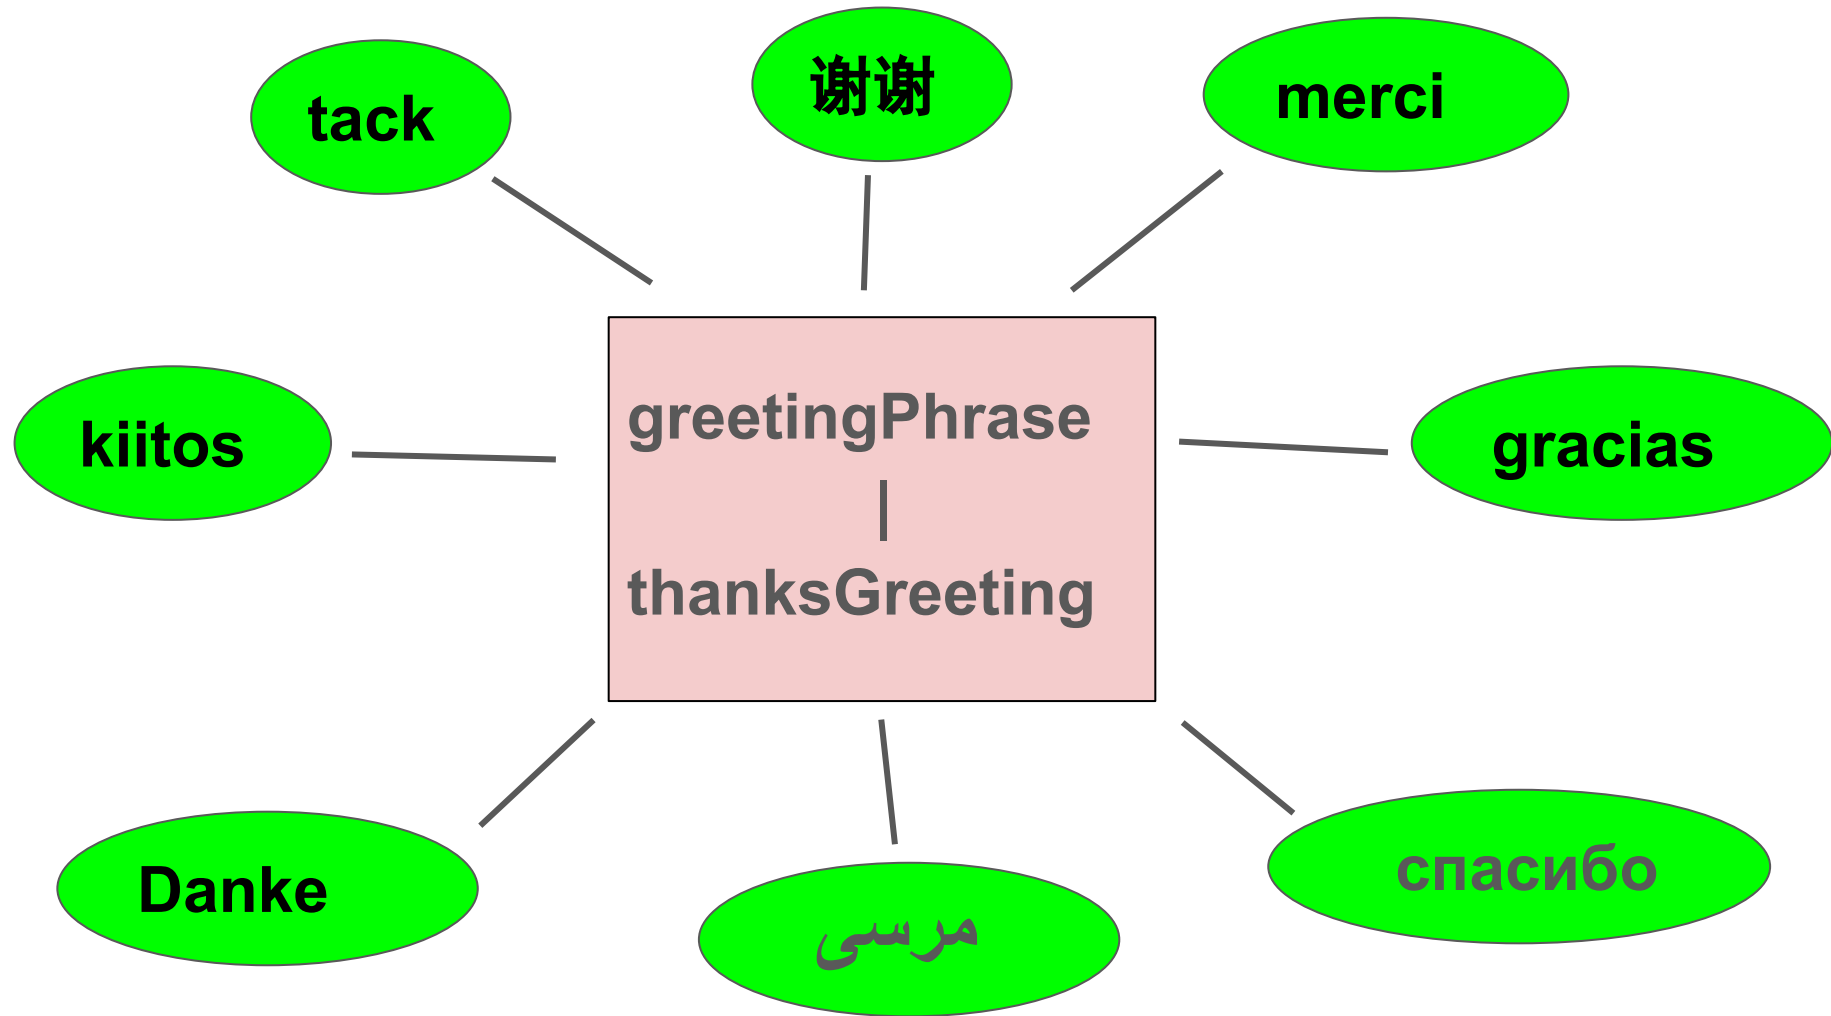 tack
谢谢
merci
kiitos
greetingPhrase
thanksGreeting
gracias
Danke
مرسی
спасибо